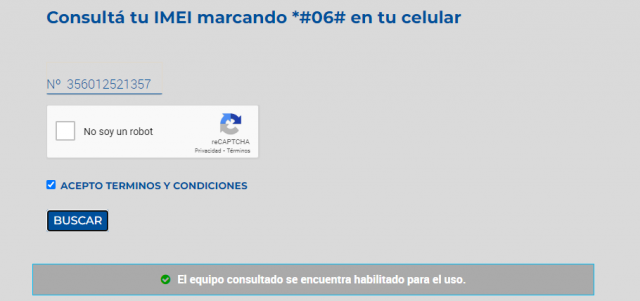 Consultá tu IMEI marcando *#06# en tu celular
Nº 356012521357
No soy un robot
reCAPTCHA
Privacidad - Términos
ACEPTO TERMINOS Y CONDICIONES
BUSCAR
El equipo consultado se encuentra habilitado para el uso.